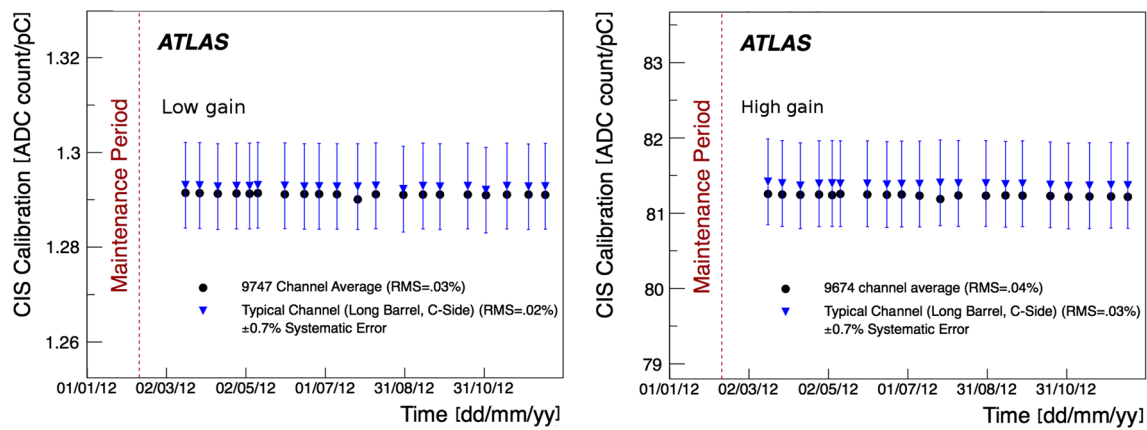 CIS Calibration [ADC count/pC]
1.32
1.3
1.28
1.26
Maintenance Period
ATLAS
Low gain
9747 Channel Average (RMS=.03%)
Typical Channel (Long Barrel, C-Side) (RMS=.02%)
±0.7% Systematic Error
01/01/12 02/03/12 02/05/12 01/07/12 31/08/12 31/10/12
Time [dd/mm/yy]
CIS Calibration [ADC count/pC]
83
82
81
80
79
Maintenance Period
ATLAS
High gain
9674 channel average (RMS=.04%)
Typical Channel (Long Barrel, C-Side) (RMS=.03%)
±0.7% Systematic Error
01/01/12 02/03/12 02/05/12 01/07/12 31/08/12 31/10/12
Time [dd/mm/yy]